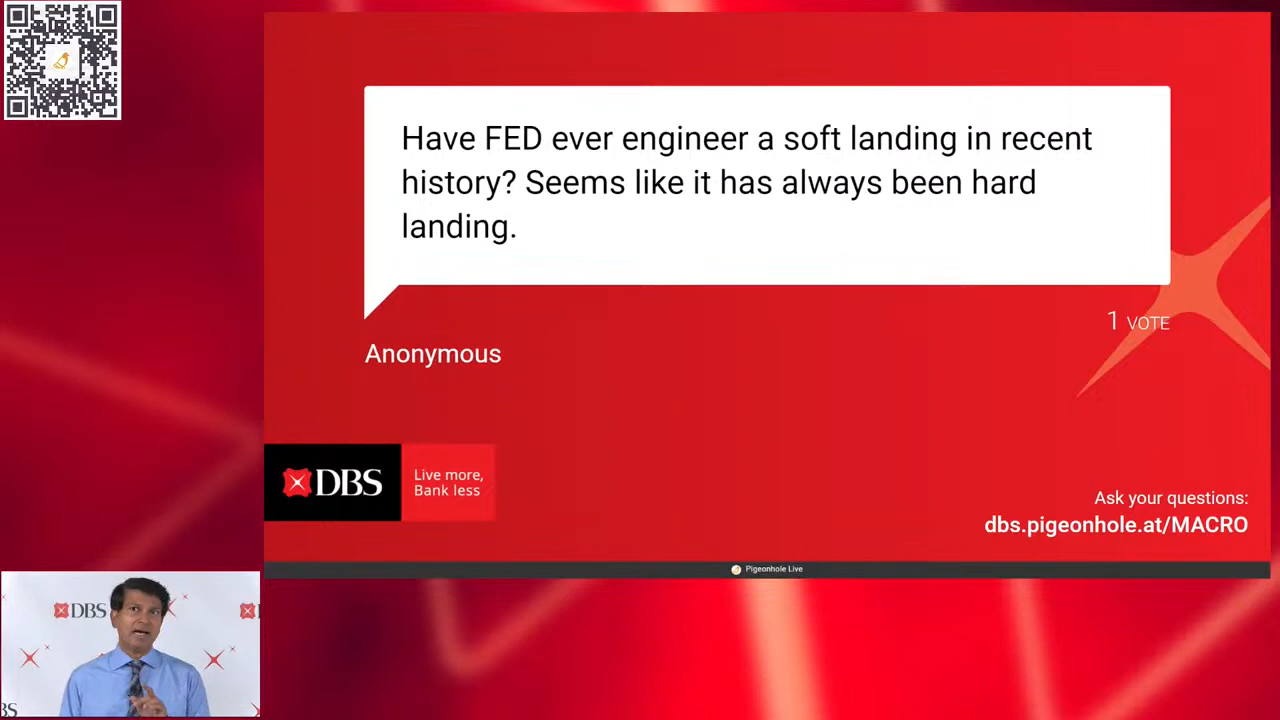 Have FED ever engineer a soft landing in recent
history? Seems like it has always been hard
landing.
1 VOTE
Anonymous
DBS
Live more,
Bank less
Ask your questions:
dbs.pigeonhole.at/MACRO
Pigeonhole Live
DBS
BS